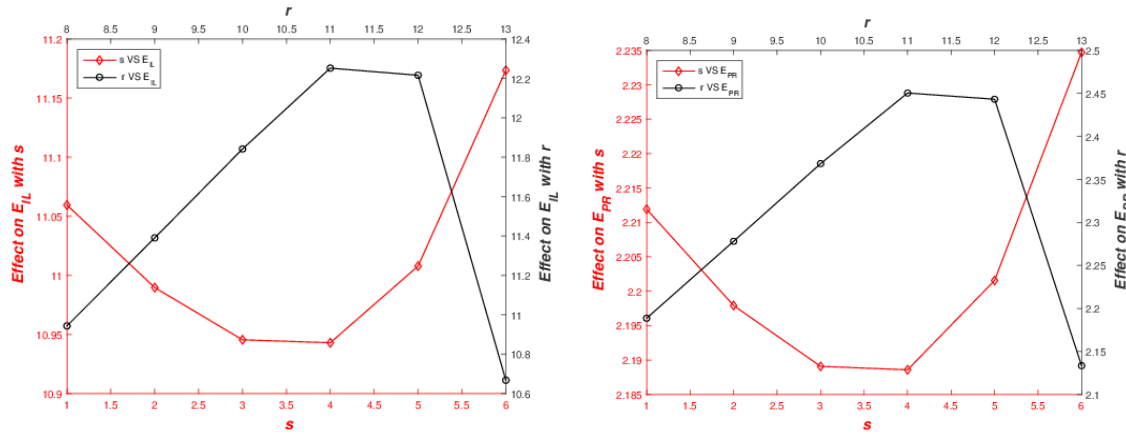 r
8 8.5 9 9.5 10 10.5 11 11.5 12 12.5 13
11.2
11.15
11.1
11.05
11
10.95
10.9
Effect on E_IL with s
s VS E_IL
r VS E_IL
12.4
12.2
12
11.8
11.6
11.4
11.2
11
10.8
10.6
Effect on E_IL with r
1 1.5 2 2.5 3 3.5 4 4.5 5 5.5 6
s
r
8 8.5 9 9.5 10 10.5 11 11.5 12 12.5 13
2.235
2.23
2.225
2.22
2.215
2.21
2.205
2.2
2.195
2.19
2.185
Effect on E_PR with s
s VS E_PR
r VS E_PR
2.5
2.45
2.4
2.35
2.3
2.25
2.2
2.15
2.1
Effect on E_PR with r
1 1.5 2 2.5 3 3.5 4 4.5 5 5.5 6
s